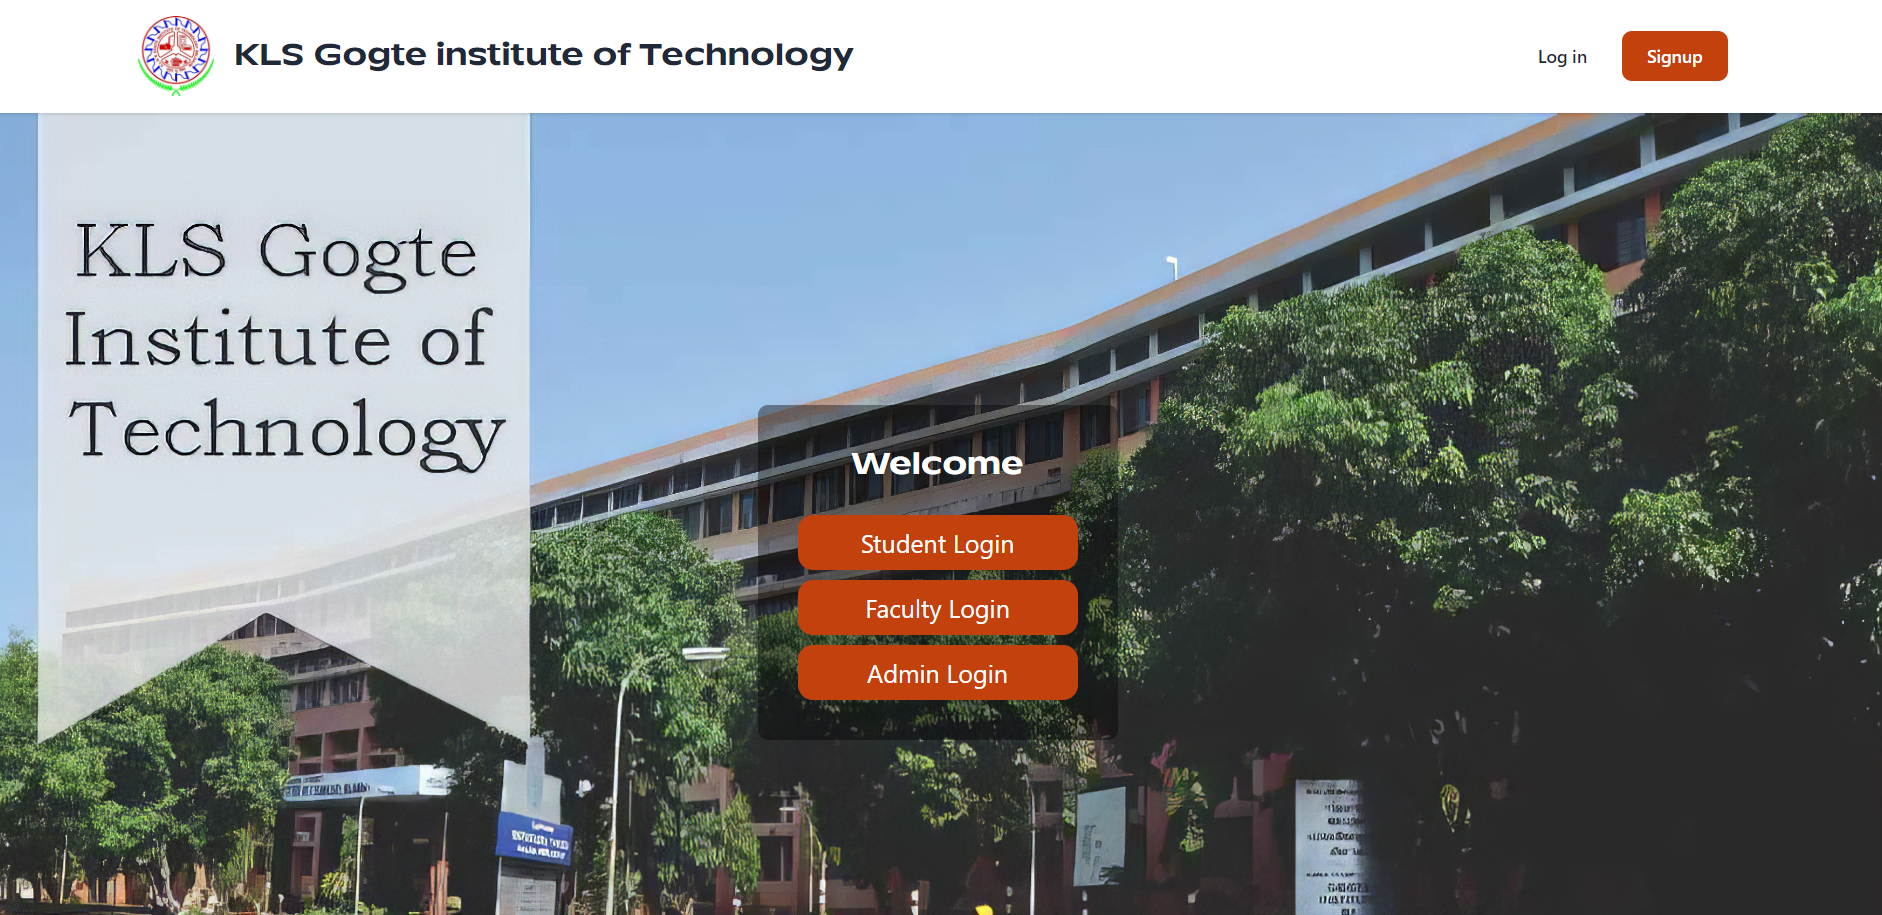 KLS Gogte institute of Technology
Log in
Signup
KLS Gogte
Institute of
Technology
Welcome
Student Login
Faculty Login
Admin Login